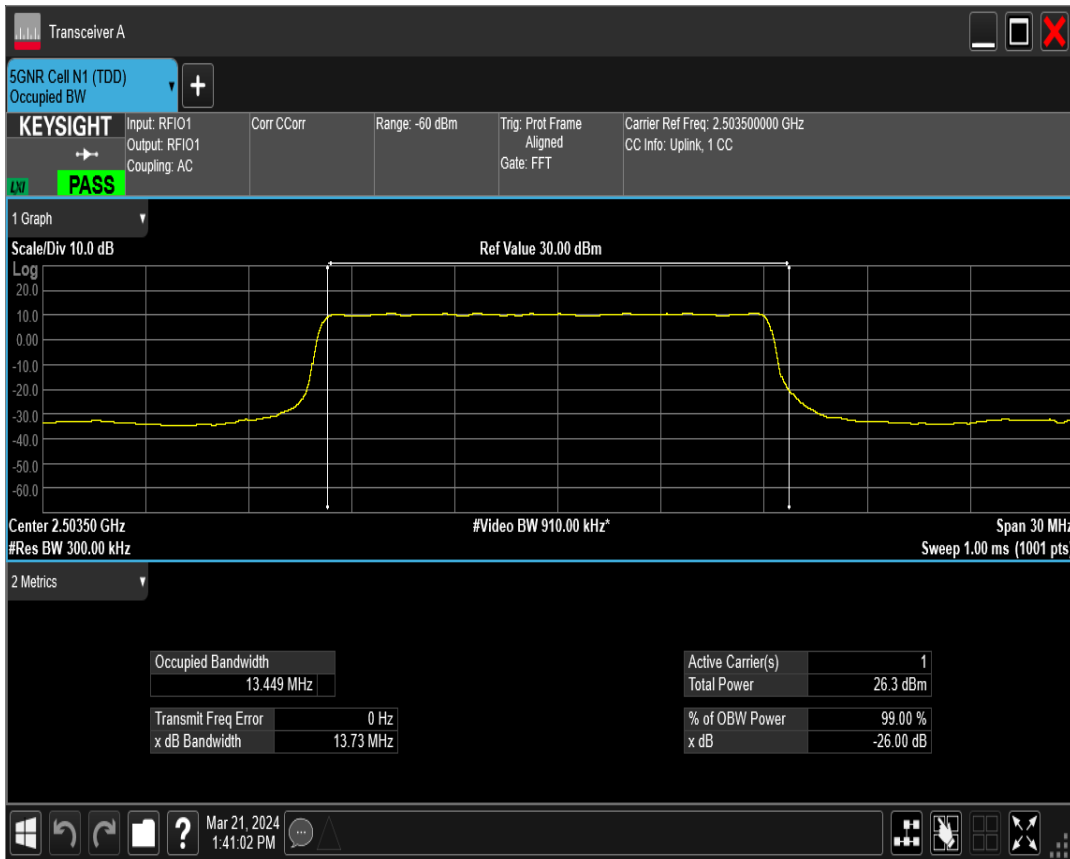 Transceiver A
5GNR Cell N1 (TDD)
Occupied BW
+
KEYSIGHT
LXI
PASS
Input: RFIO1
Output: RFIO1
Coupling: AC
Corr CCorr
Range: -60 dBm
Trig: Prot Frame
Aligned
Gate: FFT
Carrier Ref Freq: 2.503500000 GHz
CC Info: Uplink, 1 CC
1 Graph
Scale/Div 10.0 dB
Ref Value 30.00 dBm
Log
20.0
10.0
0.00
-10.0
-20.0
-30.0
-40.0
-50.0
-60.0
Center 2.50350 GHz
#Video BW 910.00 kHz*
Span 30 MHz
#Res BW 300.00 kHz
Sweep 1.00 ms (1001 pts)
2 Metrics
Occupied Bandwidth
13.449 MHz
Transmit Freq Error 0 Hz
x dB Bandwidth 13.73 MHz
Active Carrier(s) 1
Total Power 26.3 dBm
% of OBW Power 99.00 %
x dB -26.00 dB
?
Mar 21, 2024
1:41:02 PM